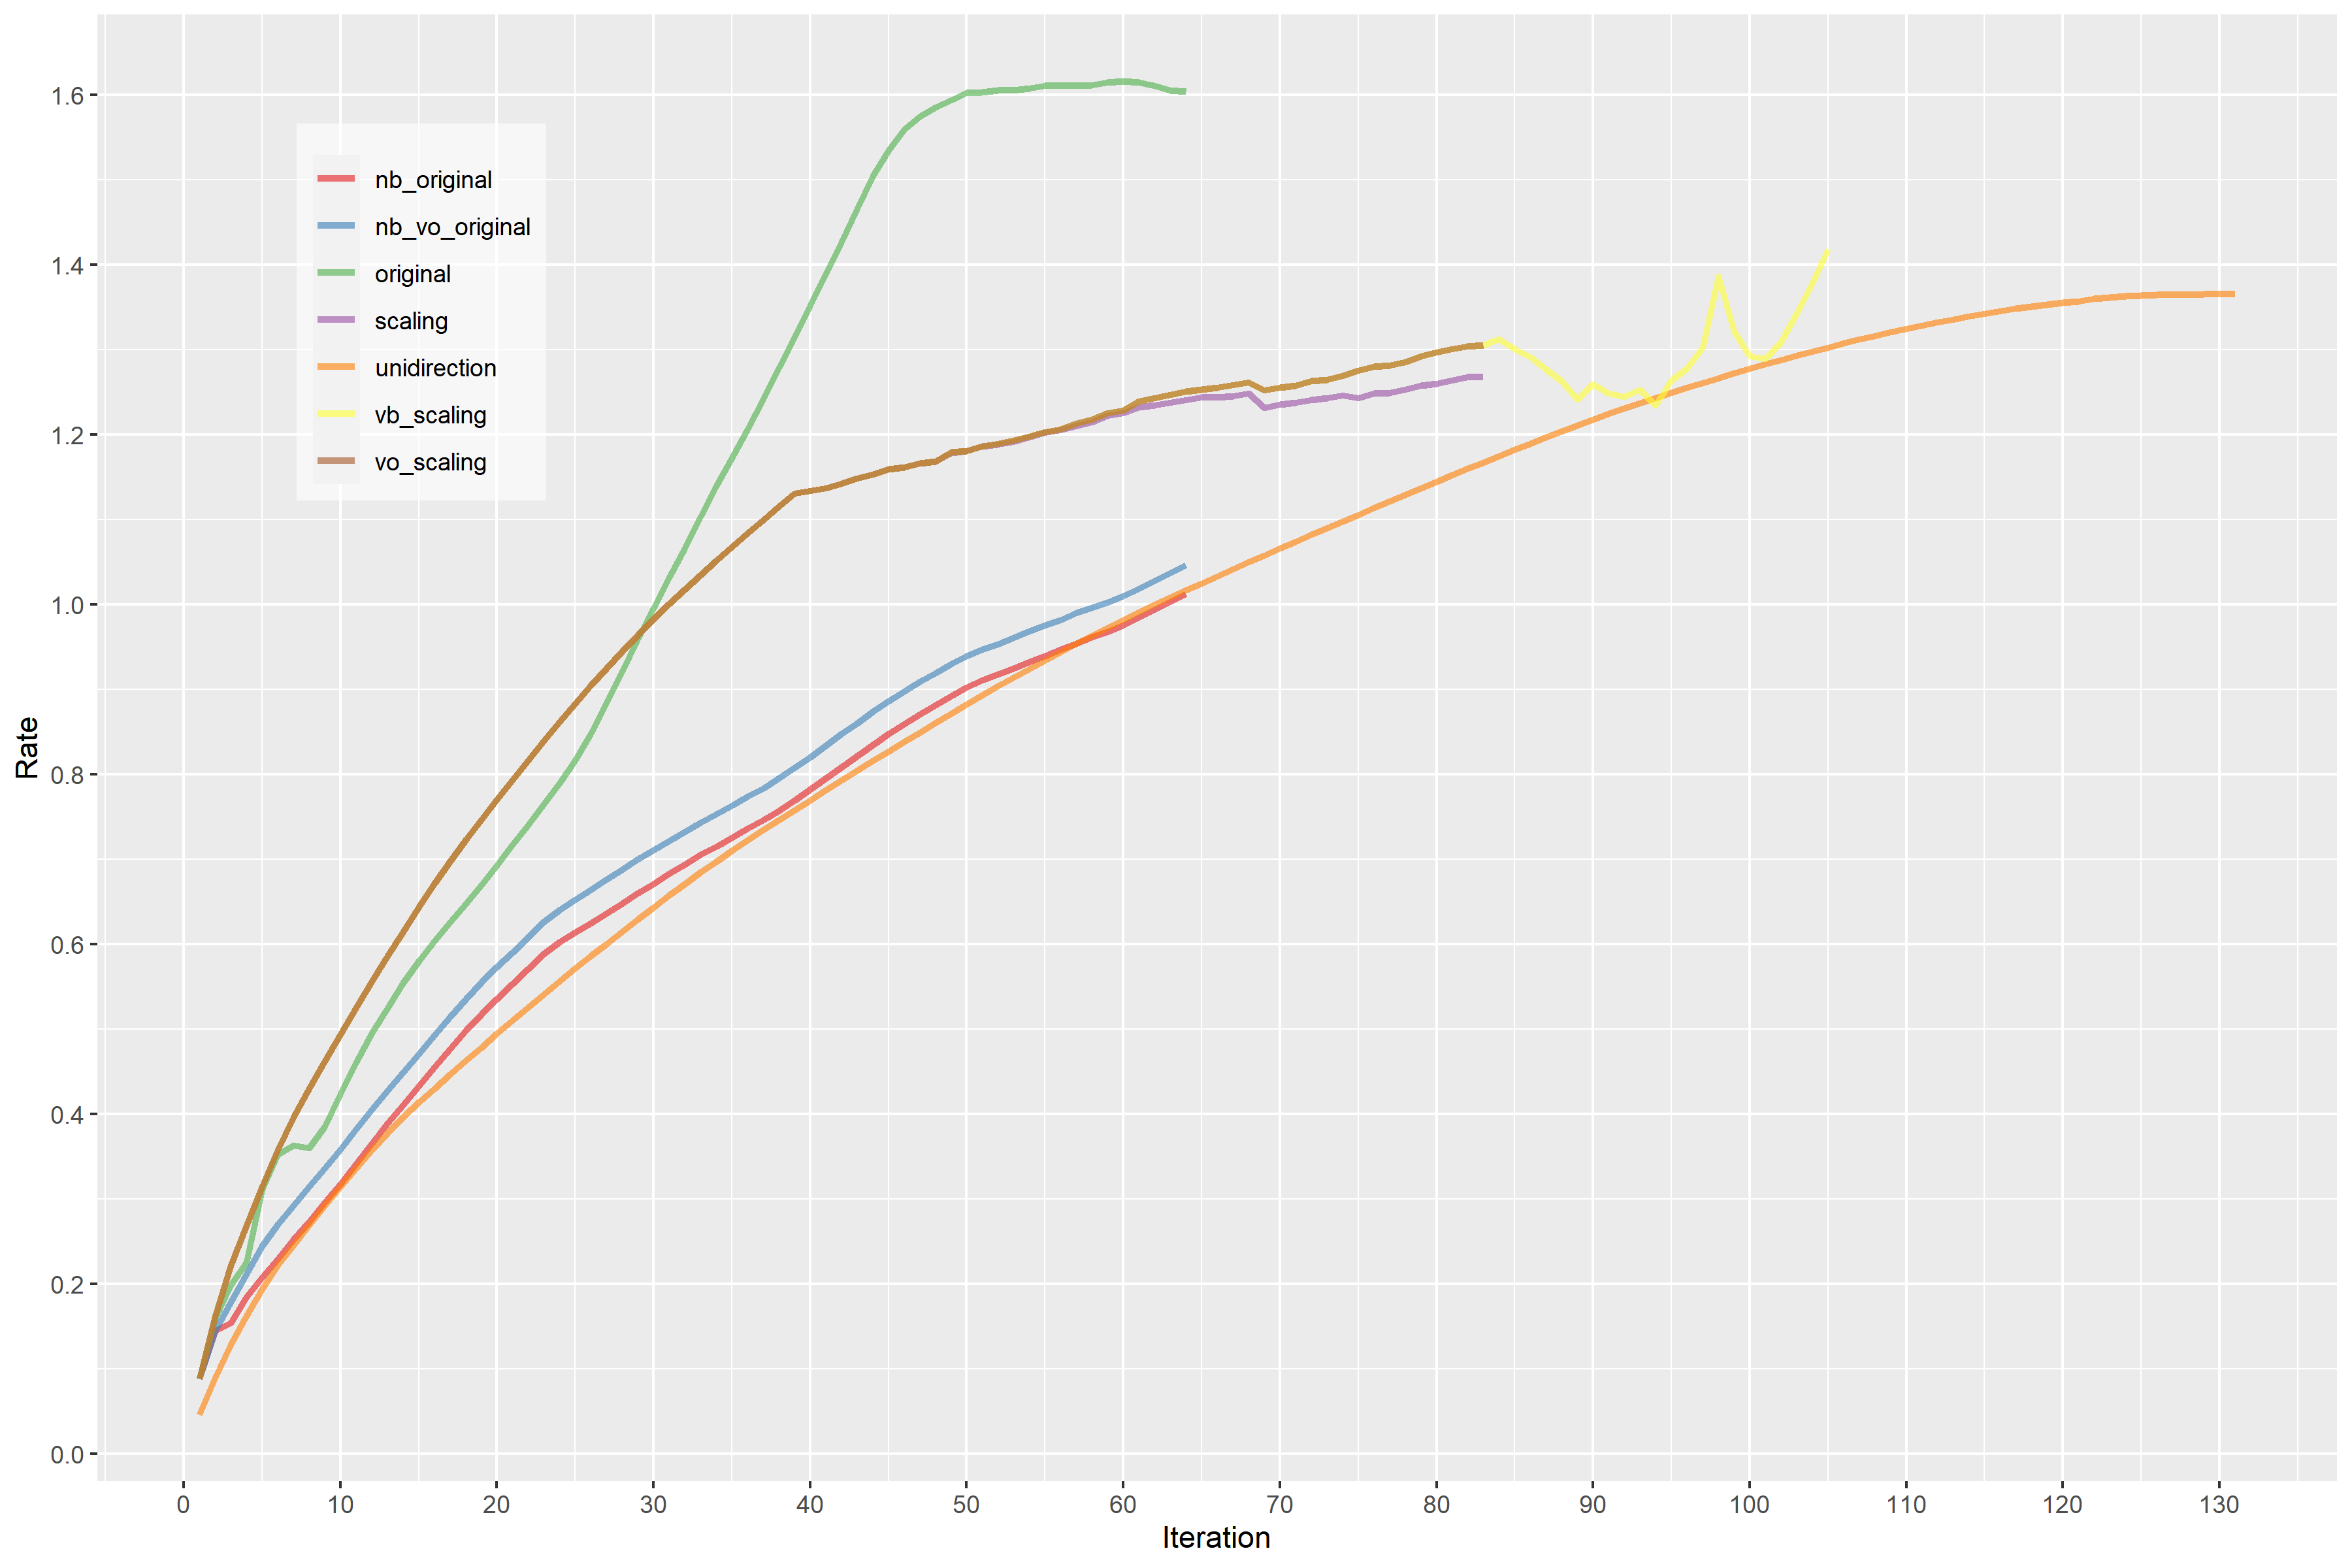 1.6
1.4
1.2
1.0
0.8
0.6
0.4
0.2
0.0
Rate
nb_original
nb_vo_original
original
scaling
unidirection
vb_scaling
vo_scaling
0 10 20 30 40 50 60 70 80 90 100 110 120 130
Iteration